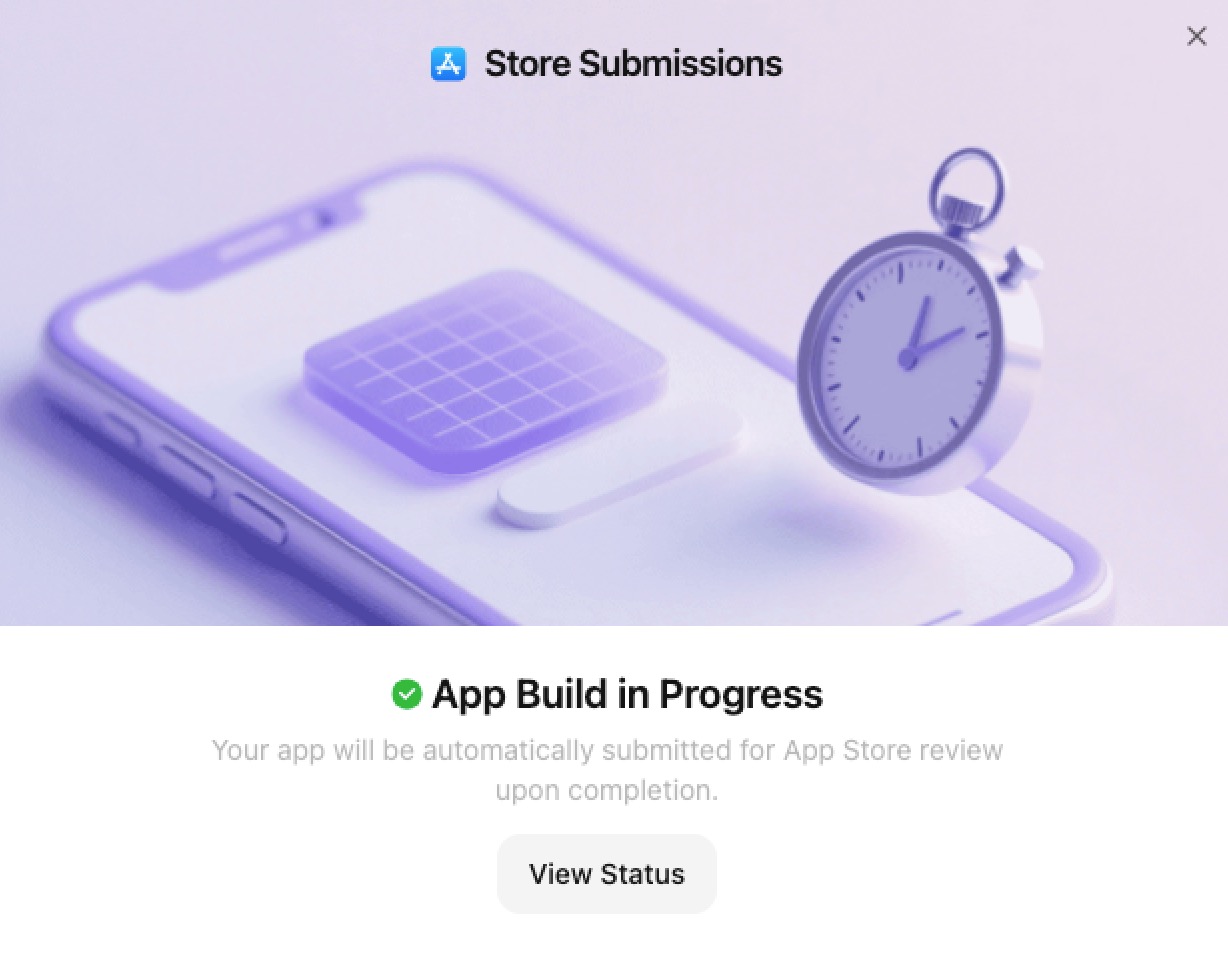 Store Submissions
App Build in Progress
Your app will be automatically submitted for App Store review
upon completion.
View Status